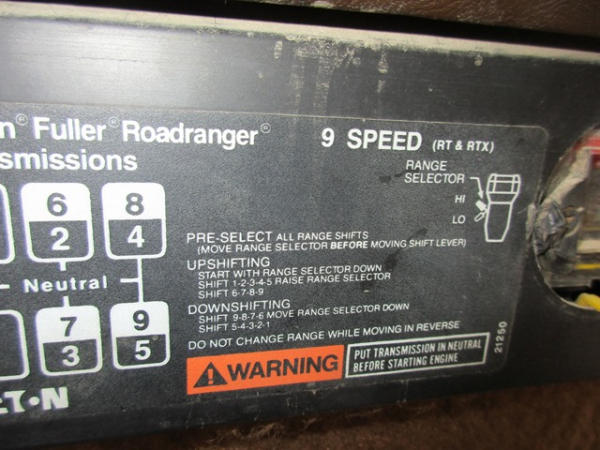 n® Fuller® Roadranger®
smissions
9 SPEED (RT & RTX)
RANGE
SELECTOR
HI
LO
6 8
2 4
Neutral
7 9
3 5
PRE-SELECT ALL RANGE SHIFTS
(MOVE RANGE SELECTOR BEFORE MOVING SHIFT LEVER)
UPSHIFTING
START WITH RANGE SELECTOR DOWN
SHIFT 1-2-3-4-5 RAISE RANGE SELECTOR
SHIFT 6-7-8-9
DOWNSHIFTING
SHIFT 9-8-7-6 MOVE RANGE SELECTOR DOWN
SHIFT 5-4-3-2-1
DO NOT CHANGE RANGE WHILE MOVING IN REVERSE
WARNING
PUT TRANSMISSION IN NEUTRAL
BEFORE STARTING ENGINE
21250
T•N